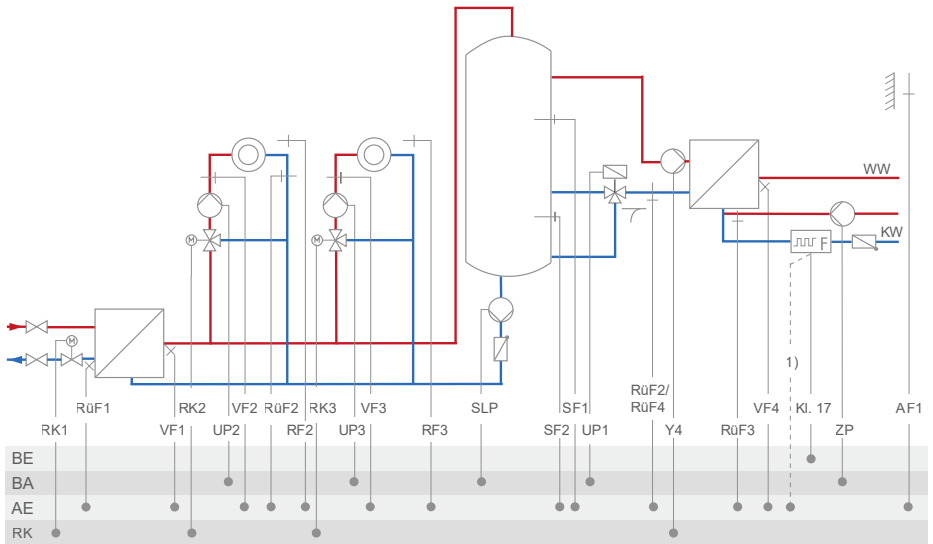 WW
KW
M
M
F
M
1)
RüF1
RK2
VF2
RüF2
RK3
VF3
SLP
SF1
RüF2/
RüF4
VF4
Kl. 17
AF1
RK1
VF1
UP2
RF2
UP3
RF3
SF2
UP1
Y4
RüF3
ZP
BE
BA
AE
RK